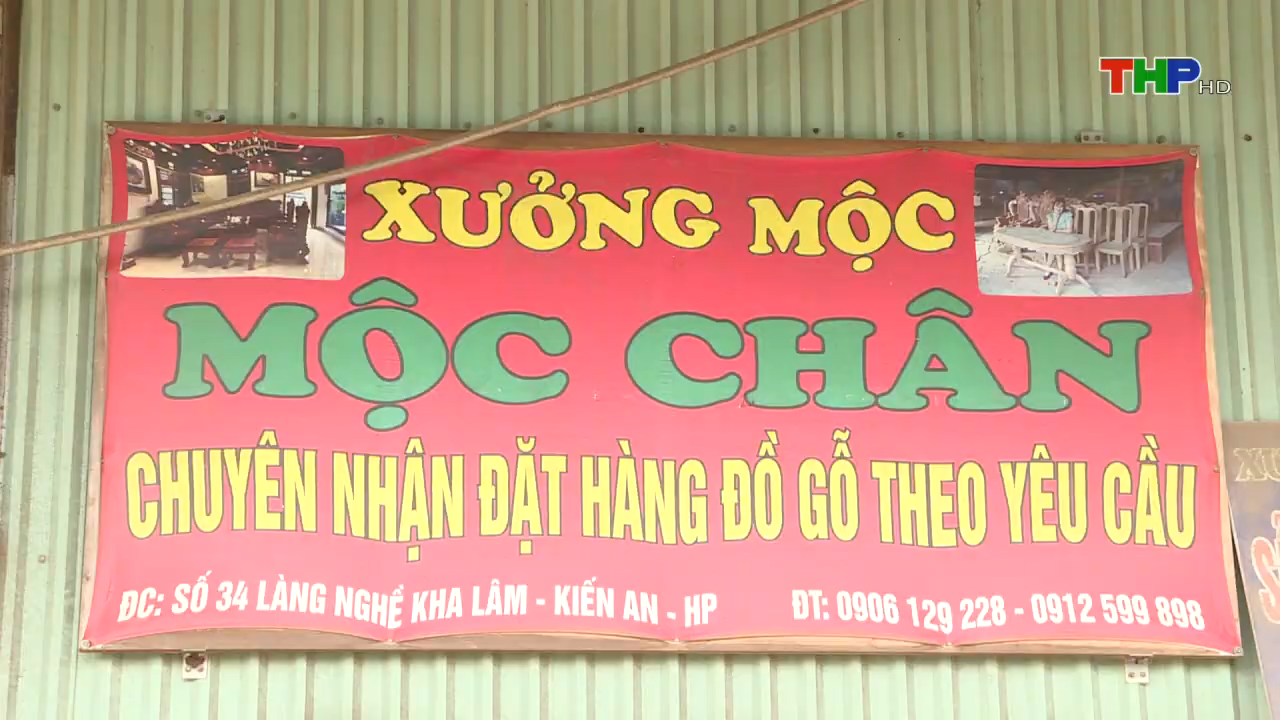 THP HD
XƯỞNG MỘC
MỘC CHÂN
CHUYÊN NHẬN ĐẶT HÀNG ĐỒ GỖ THEO YÊU CẦU
ĐC: SỐ 34 LÀNG NGHỀ KHA LÂM - KIẾN AN - HP
ĐT: 0906 129 228 - 0912 599 898
XU